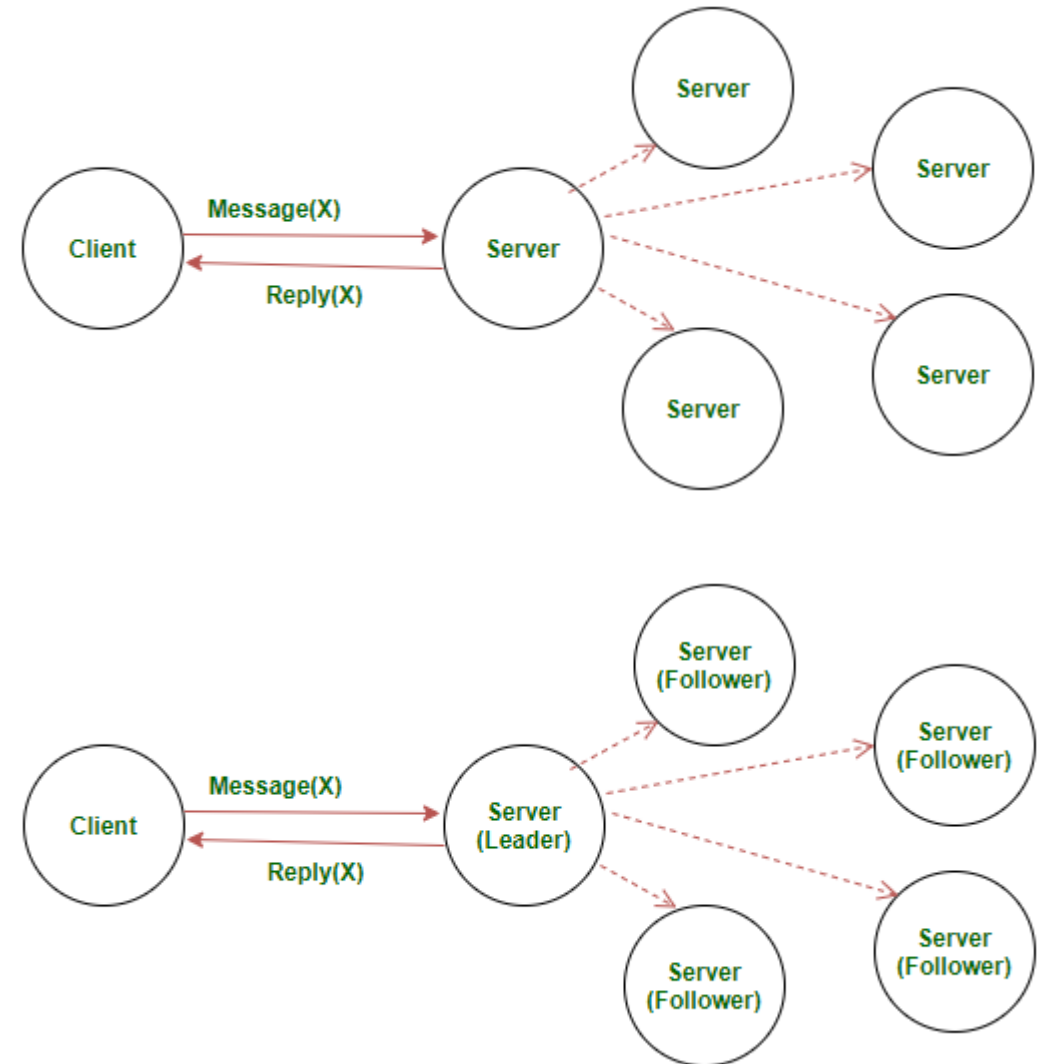 Server
Server
Message(X)
Client
Server
Reply(X)
Server
Server
Server
(Follower)
Server
(Follower)
Message(X)
Client
Server
(Leader)
Reply(X)
Server
(Follower)
Server
(Follower)